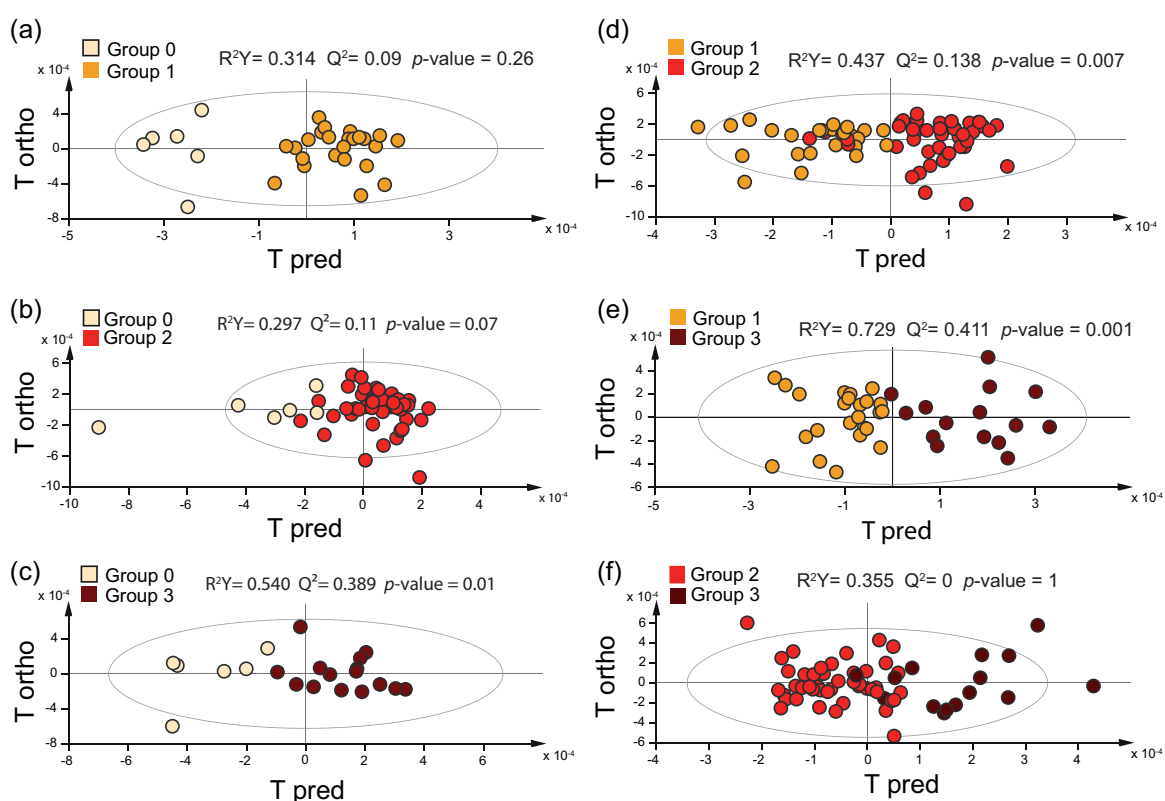 (a)
Group 0
Group 1
R²Y= 0.314 Q²= 0.09 p-value = 0.26
x 10⁻⁴
4
0
-4
-8
T ortho
-5
-1
1
3
x 10⁻⁴
T pred
(b)
Group 0
Group 2
R²Y= 0.297 Q²= 0.11 p-value = 0.07
x 10⁻⁴
6
2
-2
-6
-10
T ortho
-10
-8
-6
-4
-2
0
2
4
x 10⁻⁴
T pred
(c)
Group 0
Group 3
R²Y= 0.540 Q²= 0.389 p-value = 0.01
x 10⁻⁴
4
0
-4
-8
T ortho
-8
-6
-4
-2
0
2
4
6
x 10⁻⁴
T pred
(d)
Group 1
Group 2
R²Y= 0.437 Q²= 0.138 p-value = 0.007
x 10⁻⁴
6
2
-2
-6
-10
T ortho
-4
-3
-2
-1
0
1
2
3
x 10⁻⁴
T pred
(e)
Group 1
Group 3
R²Y= 0.729 Q²= 0.411 p-value = 0.001
x 10⁻⁴
4
2
0
-2
-4
-6
T ortho
-5
-3
-1
1
3
x 10⁻⁴
T pred
(f)
Group 2
Group 3
R²Y= 0.355 Q²= 0 p-value = 1
x 10⁻⁴
6
4
2
0
-2
-4
-6
T ortho
-4
-3
-2
-1
0
1
2
3
4
x 10⁻⁴
T pred